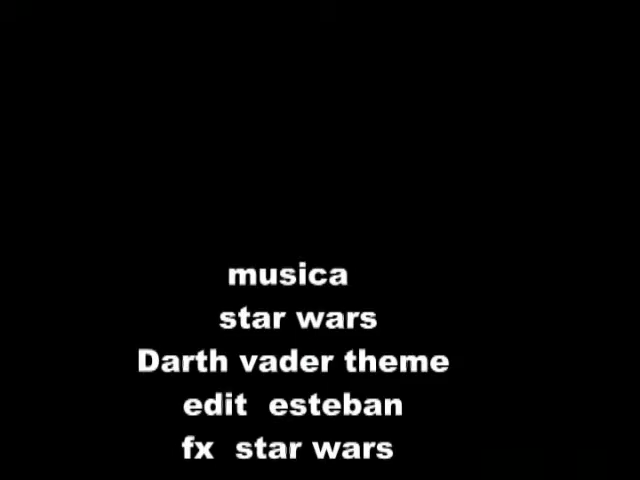 musica
star wars
Darth vader theme
edit  esteban
fx  star wars